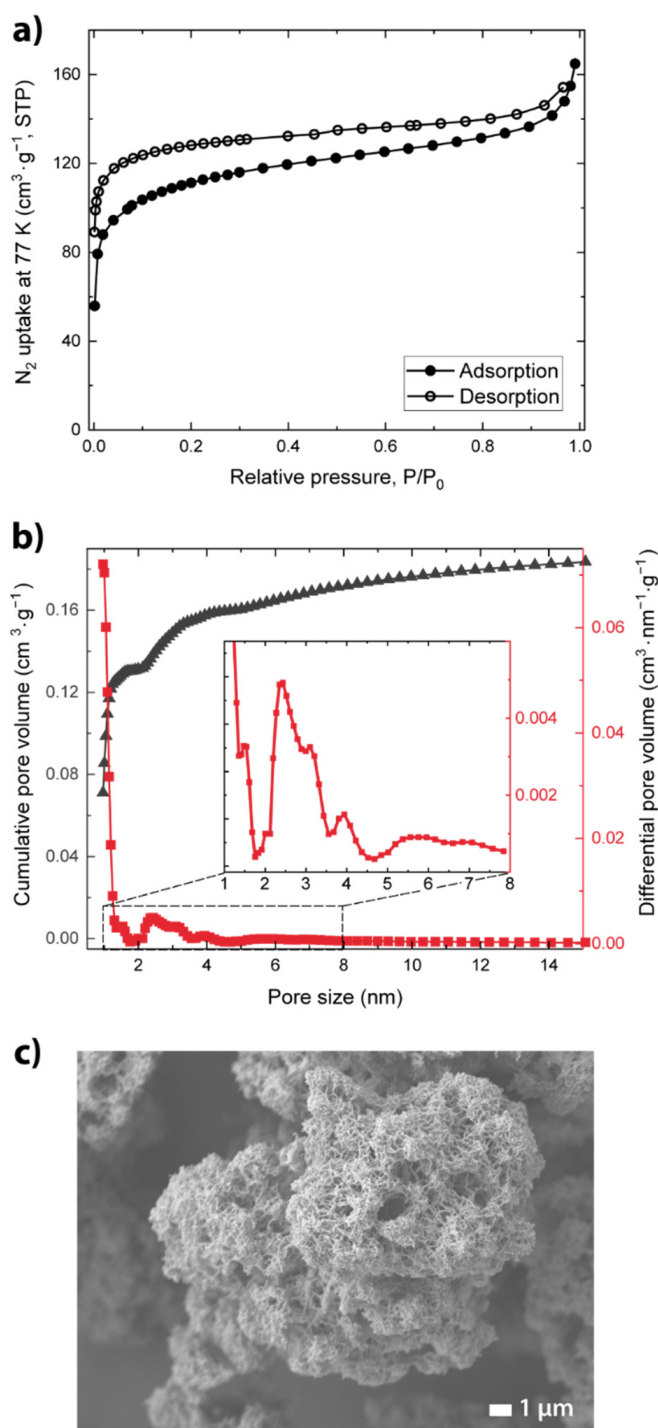 a)
N₂ uptake at 77 K (cm³·g⁻¹, STP)
160
120
80
40
0
Adsorption
Desorption
0.0 0.2 0.4 0.6 0.8 1.0
Relative pressure, P/P₀
b)
Cumulative pore volume (cm³·g⁻¹)
0.16
0.12
0.08
0.04
0.00
0.004
0.002
1 2 3 4 5 6 7 8
0.06
0.04
0.02
0.00
Differential pore volume (cm³·nm⁻¹·g⁻¹)
2 4 6 8 10 12 14
Pore size (nm)
c)
1 µm